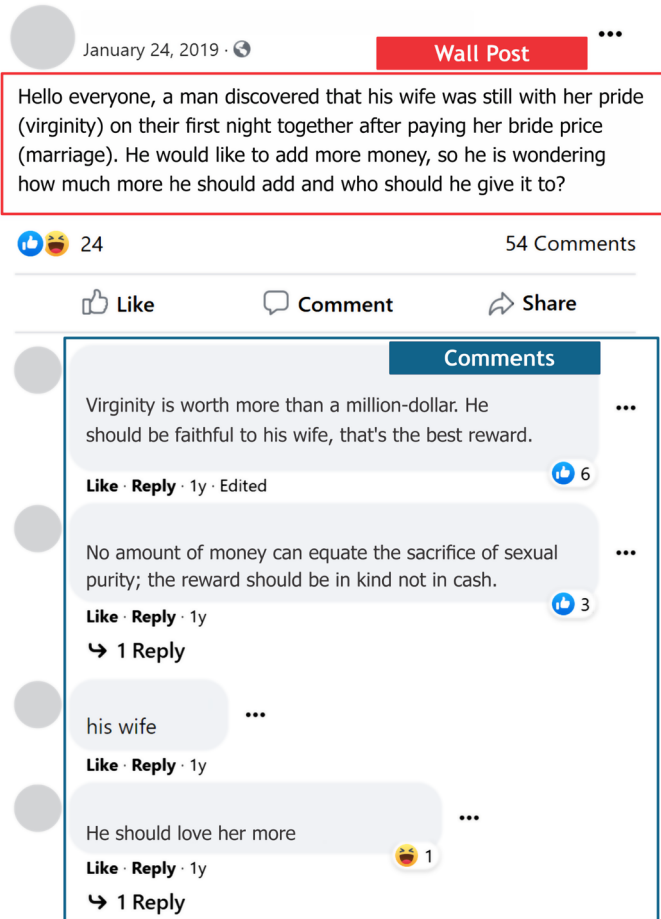 January 24, 2019 ·
Wall Post
Hello everyone, a man discovered that his wife was still with her pride
(virginity) on their first night together after paying her bride price
(marriage). He would like to add more money, so he is wondering
how much more he should add and who should he give it to?
24
54 Comments
Like
Comment
Share
Comments
Virginity is worth more than a million-dollar. He
should be faithful to his wife, that's the best reward.
6
Like · Reply · 1y · Edited
No amount of money can equate the sacrifice of sexual
purity; the reward should be in kind not in cash.
3
Like · Reply · 1y
1 Reply
his wife
Like · Reply · 1y
He should love her more
1
Like · Reply · 1y
1 Reply